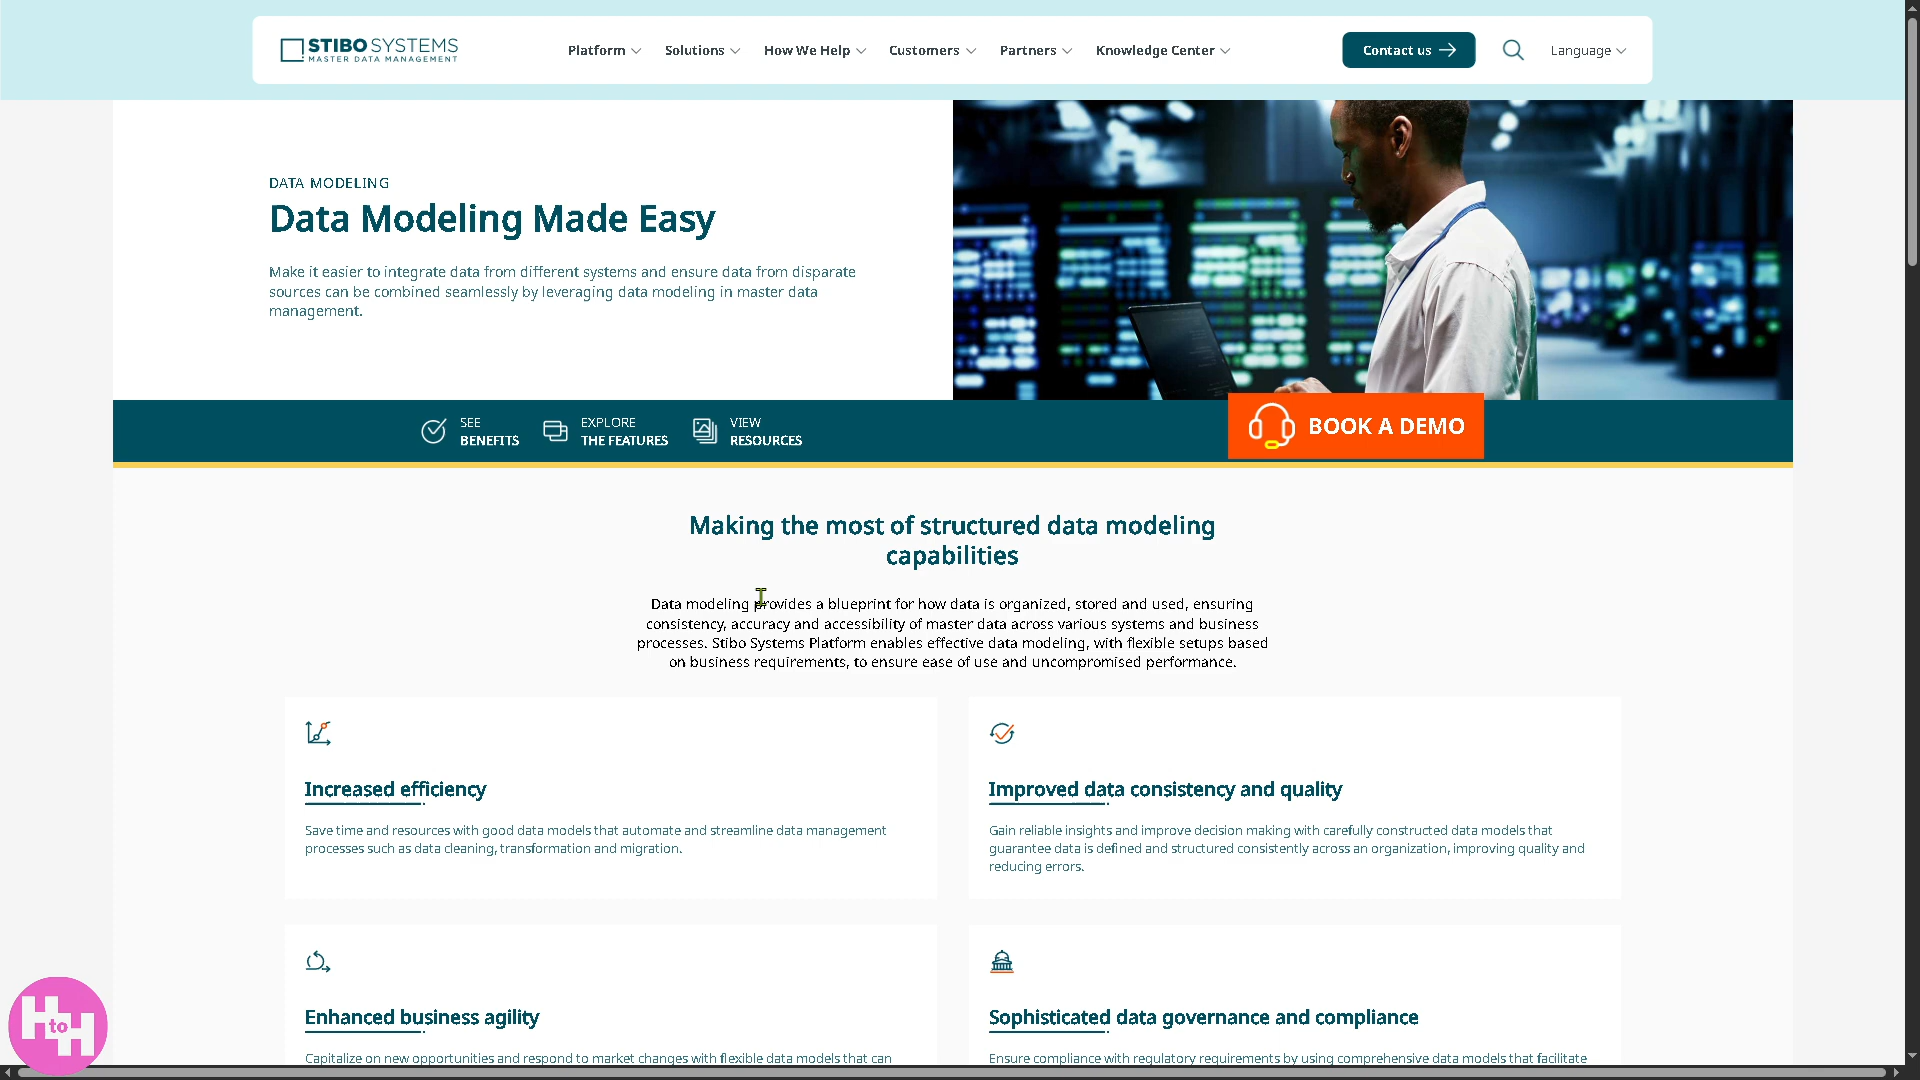 STIBO SYSTEMS
MASTER DATA MANAGEMENT
Platform
Solutions
How We Help
Customers
Partners
Knowledge Center
Contact us
Language
DATA MODELING
Data Modeling Made Easy
Make it easier to integrate data from different systems and ensure data from disparate
sources can be combined seamlessly by leveraging data modeling in master data
management.
SEE
BENEFITS
EXPLORE
THE FEATURES
VIEW
RESOURCES
BOOK A DEMO
Making the most of structured data modeling
capabilities
Data modeling provides a blueprint for how data is organized, stored and used, ensuring
consistency, accuracy and accessibility of master data across various systems and business
processes. Stibo Systems Platform enables effective data modeling, with flexible setups based
on business requirements, to ensure ease of use and uncompromised performance.
Increased efficiency
Save time and resources with good data models that automate and streamline data management
processes such as data cleaning, transformation and migration.
Improved data consistency and quality
Gain reliable insights and improve decision making with carefully constructed data models that
guarantee data is defined and structured consistently across an organization, improving quality and
reducing errors.
Enhanced business agility
Capitalize on new opportunities and respond to market changes with flexible data models that can
Sophisticated data governance and compliance
Ensure compliance with regulatory requirements by using comprehensive data models that facilitate
H to H